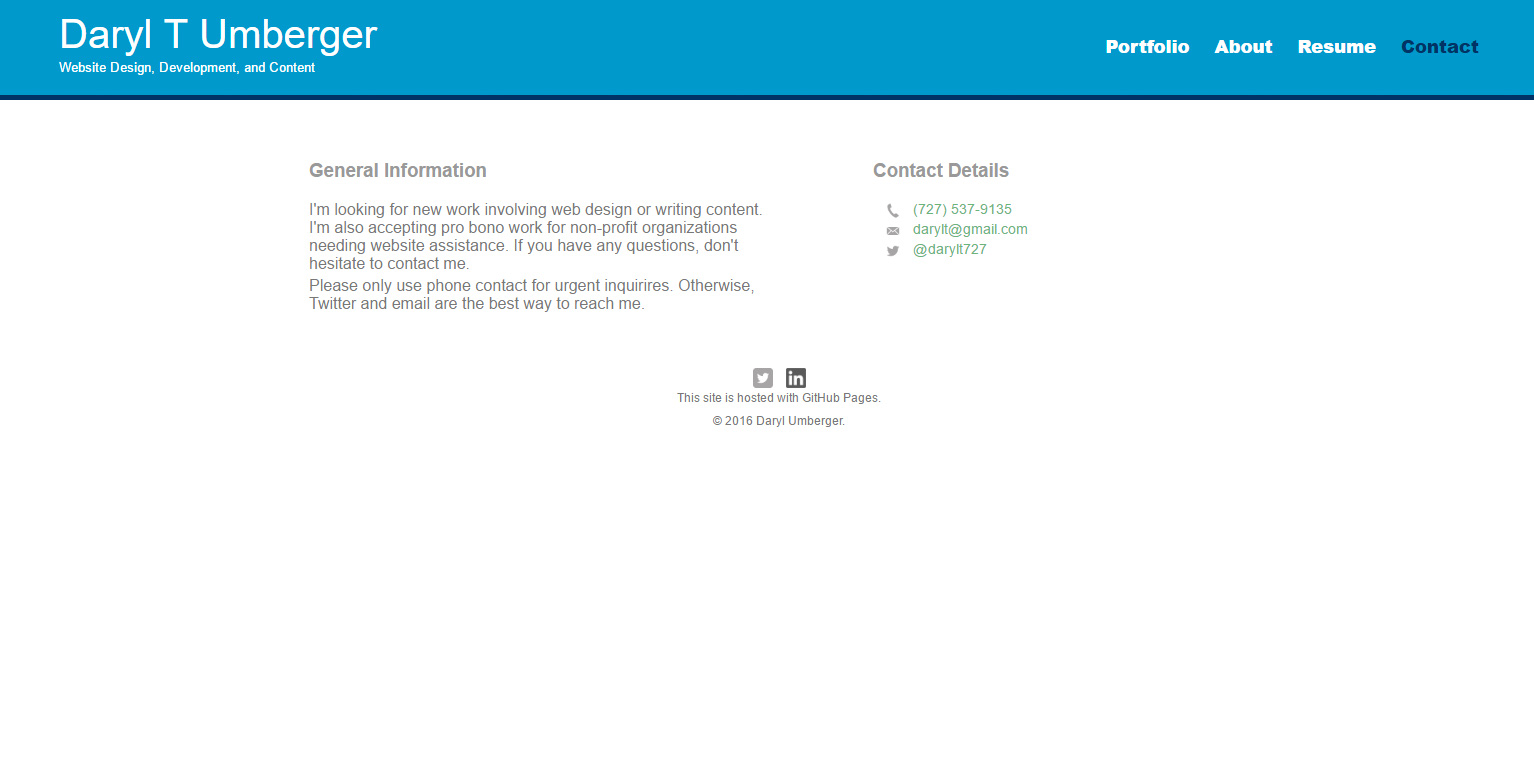 Daryl T Umberger
Website Design, Development, and Content
Portfolio About Resume Contact
General Information
I'm looking for new work involving web design or writing content.
I'm also accepting pro bono work for non-profit organizations
needing website assistance. If you have any questions, don't
hesitate to contact me.
Please only use phone contact for urgent inquirires. Otherwise,
Twitter and email are the best way to reach me.
Contact Details
(727) 537-9135
darylt@gmail.com
@darylt727
in
This site is hosted with GitHub Pages.
© 2016 Daryl Umberger.